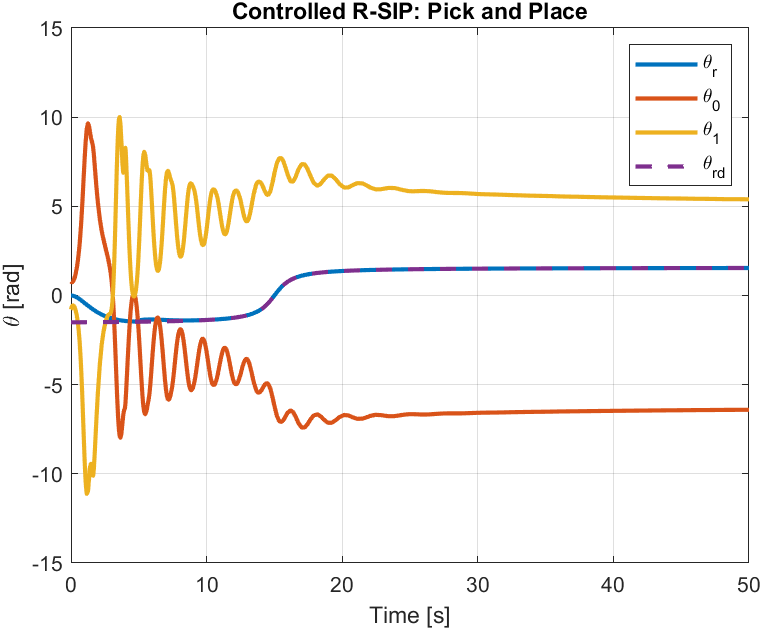 Controlled R-SIP: Pick and Place
θr
θ0
θ1
θrd
15
10
5
0
-5
-10
-15
θ [rad]
0 10 20 30 40 50
Time [s]